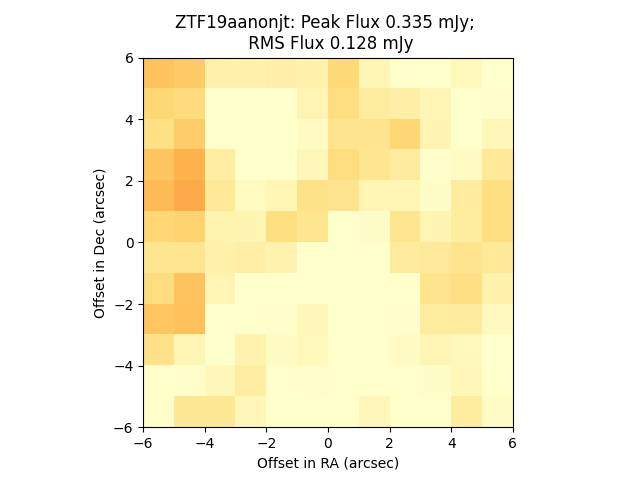 ZTF19aanonjt: Peak Flux 0.335 mJy;
RMS Flux 0.128 mJy
6
4
2
0
−2
−4
−6
Offset in Dec (arcsec)
−6 −4 −2 0 2 4 6
Offset in RA (arcsec)